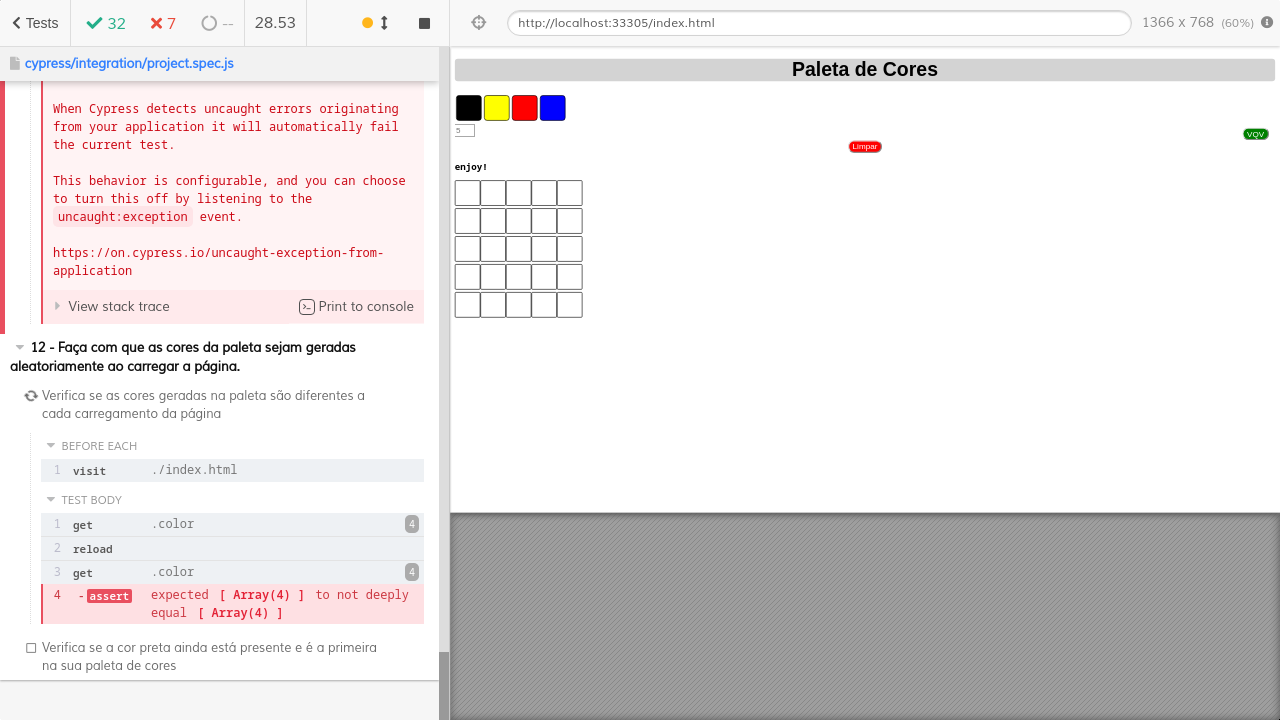 Tests
32
7
--
28.53
http://localhost:33305/index.html
1366 x 768 (60%)
cypress/integration/project.spec.js
When Cypress detects uncaught errors originating
from your application it will automatically fail
the current test.
This behavior is configurable, and you can choose
to turn this off by listening to the
uncaught:exception event.
https://on.cypress.io/uncaught-exception-from-
application
View stack trace
Print to console
12 - Faça com que as cores da paleta sejam geradas
aleatoriamente ao carregar a página.
Verifica se as cores geradas na paleta são diferentes a
cada carregamento da página
BEFORE EACH
1 visit ./index.html
TEST BODY
1 get .color 4
2 reload
3 get .color 4
4 -assert expected [ Array(4) ] to not deeply
equal [ Array(4) ]
Verifica se a cor preta ainda está presente e é a primeira
na sua paleta de cores
Paleta de Cores
5
VQV
Limpar
enjoy!